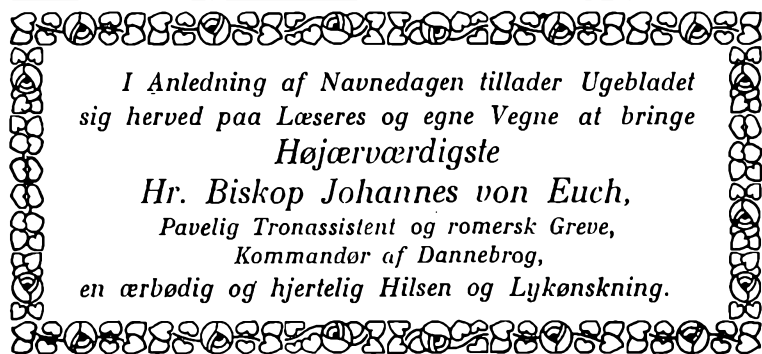 I Anledning af Navnedagen tillader Ugebladet
sig herved paa Læseres og egne Vegne at bringe
Højærværdigste
Hr. Biskop Johannes von Euch,
Pavelig Tronassistent og romersk Greve,
Kommandør af Dannebrog,
en ærbødig og hjertelig Hilsen og Lykønskning.